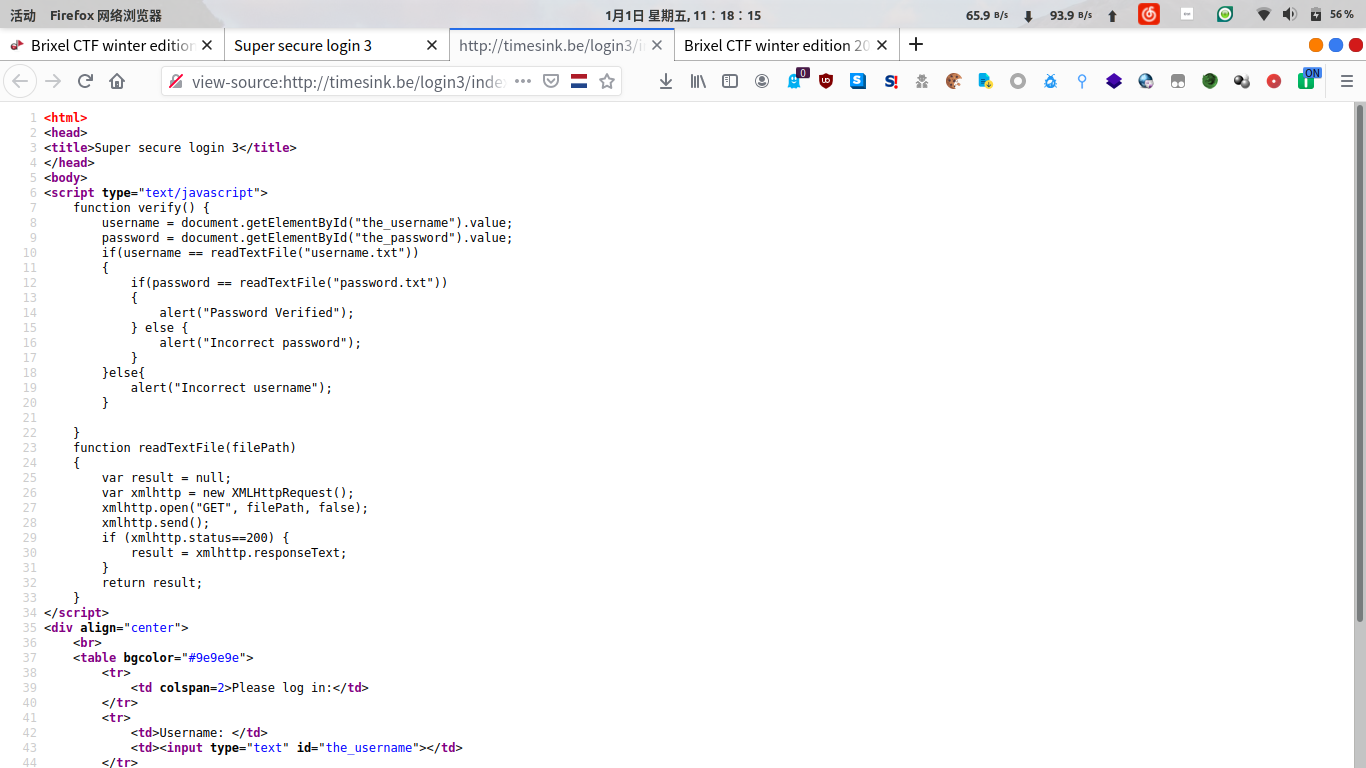 活动 Firefox 网络浏览器 1月1日 星期五, 11：18：15 65.9 B/s 93.9 B/s 56 %
Brixel CTF winter edition Super secure login 3 http://timesink.be/login3/in Brixel CTF winter edition 20
view-source:http://timesink.be/login3/inde 0 ON
1 <html>
2 <head>
3 <title>Super secure login 3</title>
4 </head>
5 <body>
6 <script type="text/javascript">
7     function verify() {
8         username = document.getElementById("the_username").value;
9         password = document.getElementById("the_password").value;
10         if(username == readTextFile("username.txt"))
11         {
12             if(password == readTextFile("password.txt"))
13             {
14                 alert("Password Verified");
15             } else {
16                 alert("Incorrect password");
17             }
18         }else{
19             alert("Incorrect username");
20         }
21
22     }
23     function readTextFile(filePath)
24     {
25         var result = null;
26         var xmlhttp = new XMLHttpRequest();
27         xmlhttp.open("GET", filePath, false);
28         xmlhttp.send();
29         if (xmlhttp.status==200) {
30             result = xmlhttp.responseText;
31         }
32         return result;
33     }
34 </script>
35 <div align="center">
36     <br>
37     <table bgcolor="#9e9e9e">
38         <tr>
39             <td colspan=2>Please log in:</td>
40         </tr>
41         <tr>
42             <td>Username: </td>
43             <td><input type="text" id="the_username"></td>
44         </tr>